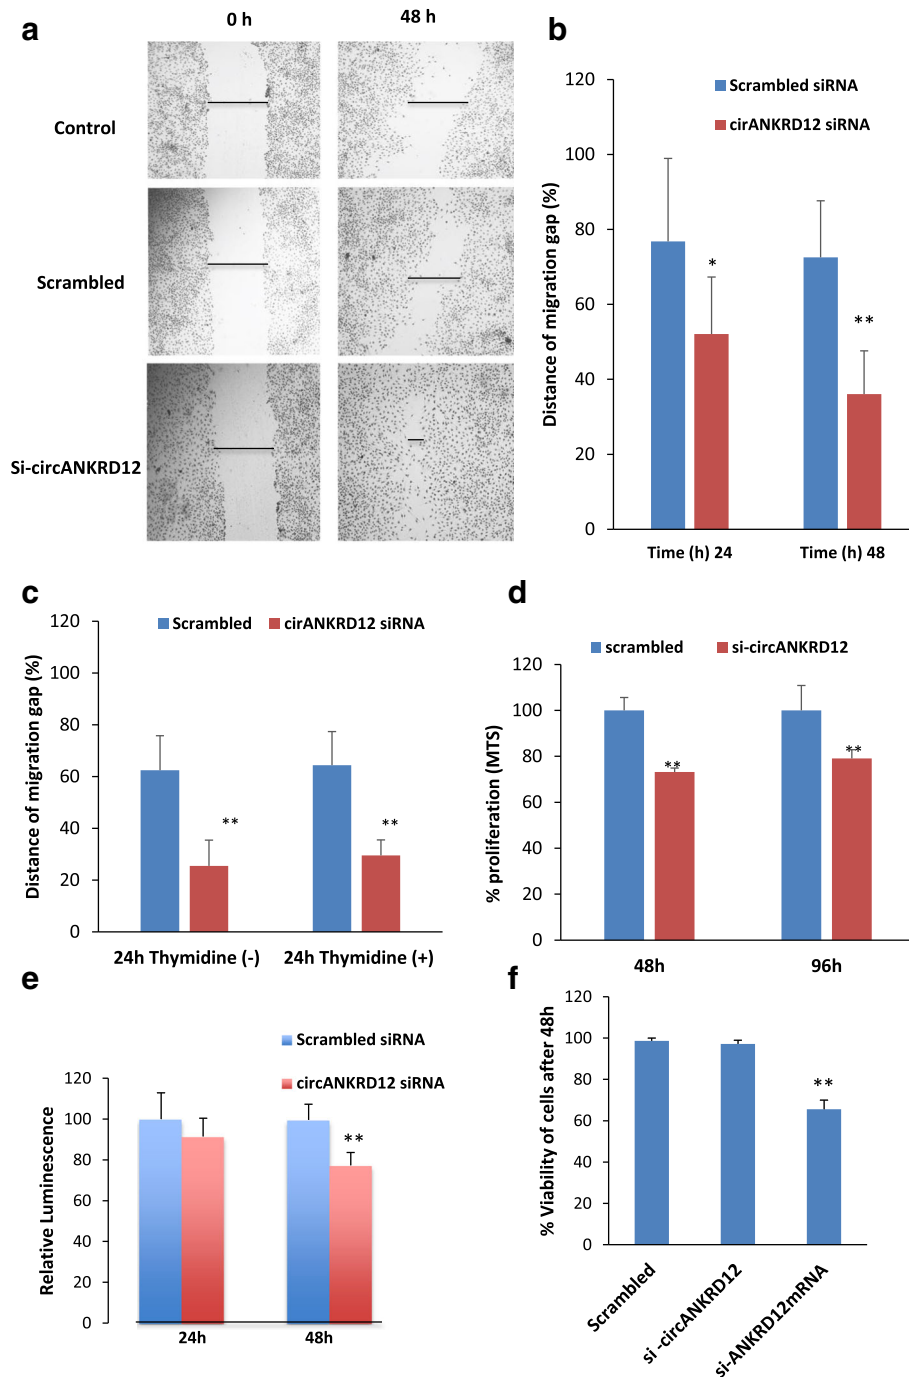 a
0 h
48 h
Control
Scrambled
Si-circANKRD12
b
Distance of migration gap (%)
120
100
80
60
40
20
0
Scrambled siRNA
cirANKRD12 siRNA
*
**
Time (h) 24
Time (h) 48
c
Distance of migration gap (%)
120
100
80
60
40
20
0
Scrambled
cirANKRD12 siRNA
**
**
24h Thymidine (-)
24h Thymidine (+)
d
% proliferation (MTS)
120
100
80
60
40
20
0
scrambled
si-circANKRD12
**
**
48h
96h
e
Relative Luminescence
120
100
80
60
40
20
0
Scrambled siRNA
circANKRD12 siRNA
**
24h
48h
f
% Viability of cells after 48h
120
100
80
60
40
20
0
**
Scrambled
si -circANKRD12
si-ANKRD12mRNA